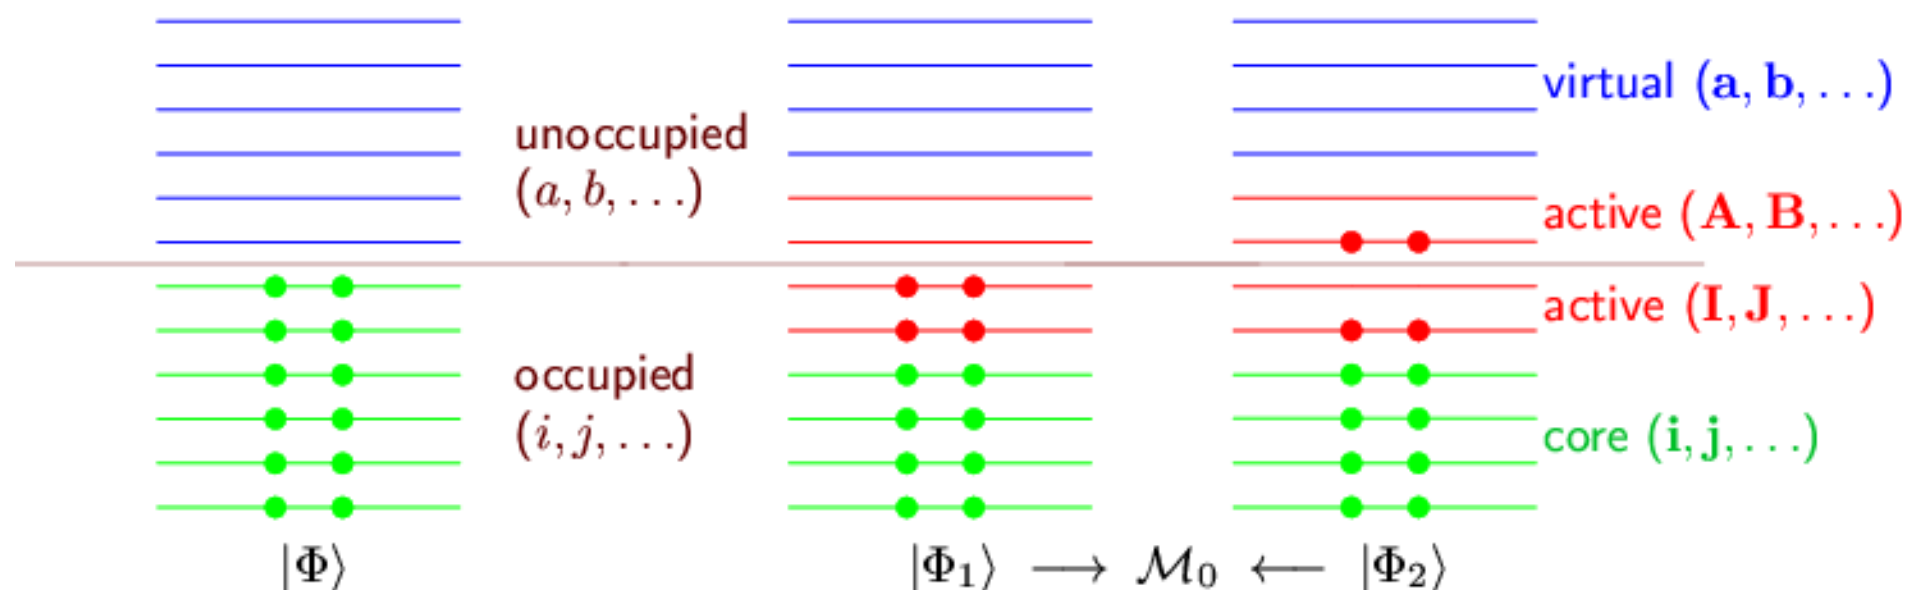 virtual (a, b, . . .)
unoccupied
(a, b, . . .)
active (A, B, . . .)
active (I, J, . . .)
occupied
(i, j, . . .)
core (i, j, . . .)
|Φ⟩
|Φ₁⟩ ⟶ ℳ₀ ⟵ |Φ₂⟩